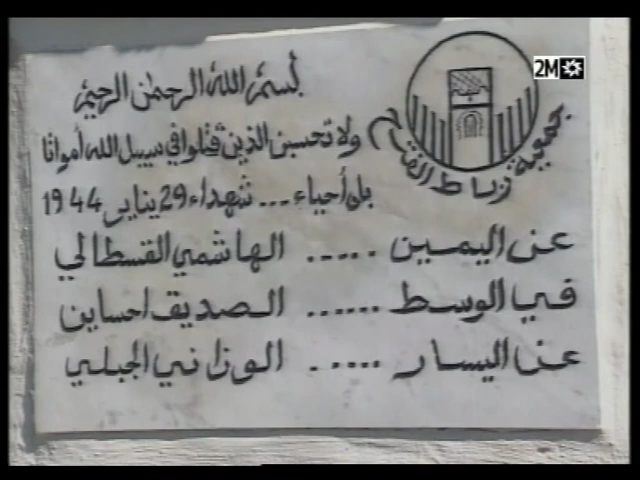 2M
جمعية رباط الفتح
بسم الله الرحمن الرحيم
ولا تحسبن الذين قتلوا في سبيل الله أمواتا
بل أحياء ... شهداء 29 يناير 1944
عن اليمين ..... الهاشمي القسطالي
في الوسط ...... الصديق احساين
عن اليسار ...... الوزاني الجبلي